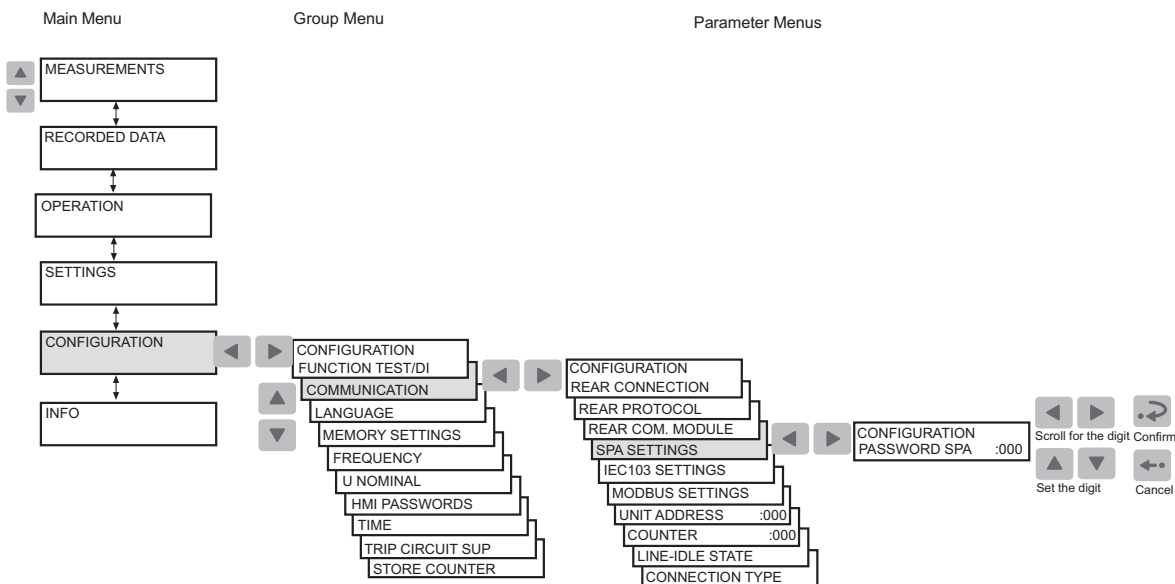 Main Menu
Group Menu
Parameter Menus
MEASUREMENTS
RECORDED DATA
OPERATION
SETTINGS
CONFIGURATION
INFO
CONFIGURATION
FUNCTION TEST/DI
COMMUNICATION
LANGUAGE
MEMORY SETTINGS
FREQUENCY
U NOMINAL
HMI PASSWORDS
TIME
TRIP CIRCUIT SUP
STORE COUNTER
CONFIGURATION
REAR CONNECTION
REAR PROTOCOL
REAR COM. MODULE
SPA SETTINGS
IEC103 SETTINGS
MODBUS SETTINGS
UNIT ADDRESS :000
COUNTER :000
LINE-IDLE STATE
CONNECTION TYPE
CONFIGURATION
PASSWORD SPA :000
Scroll for the digit
Confirm
Set the digit
Cancel